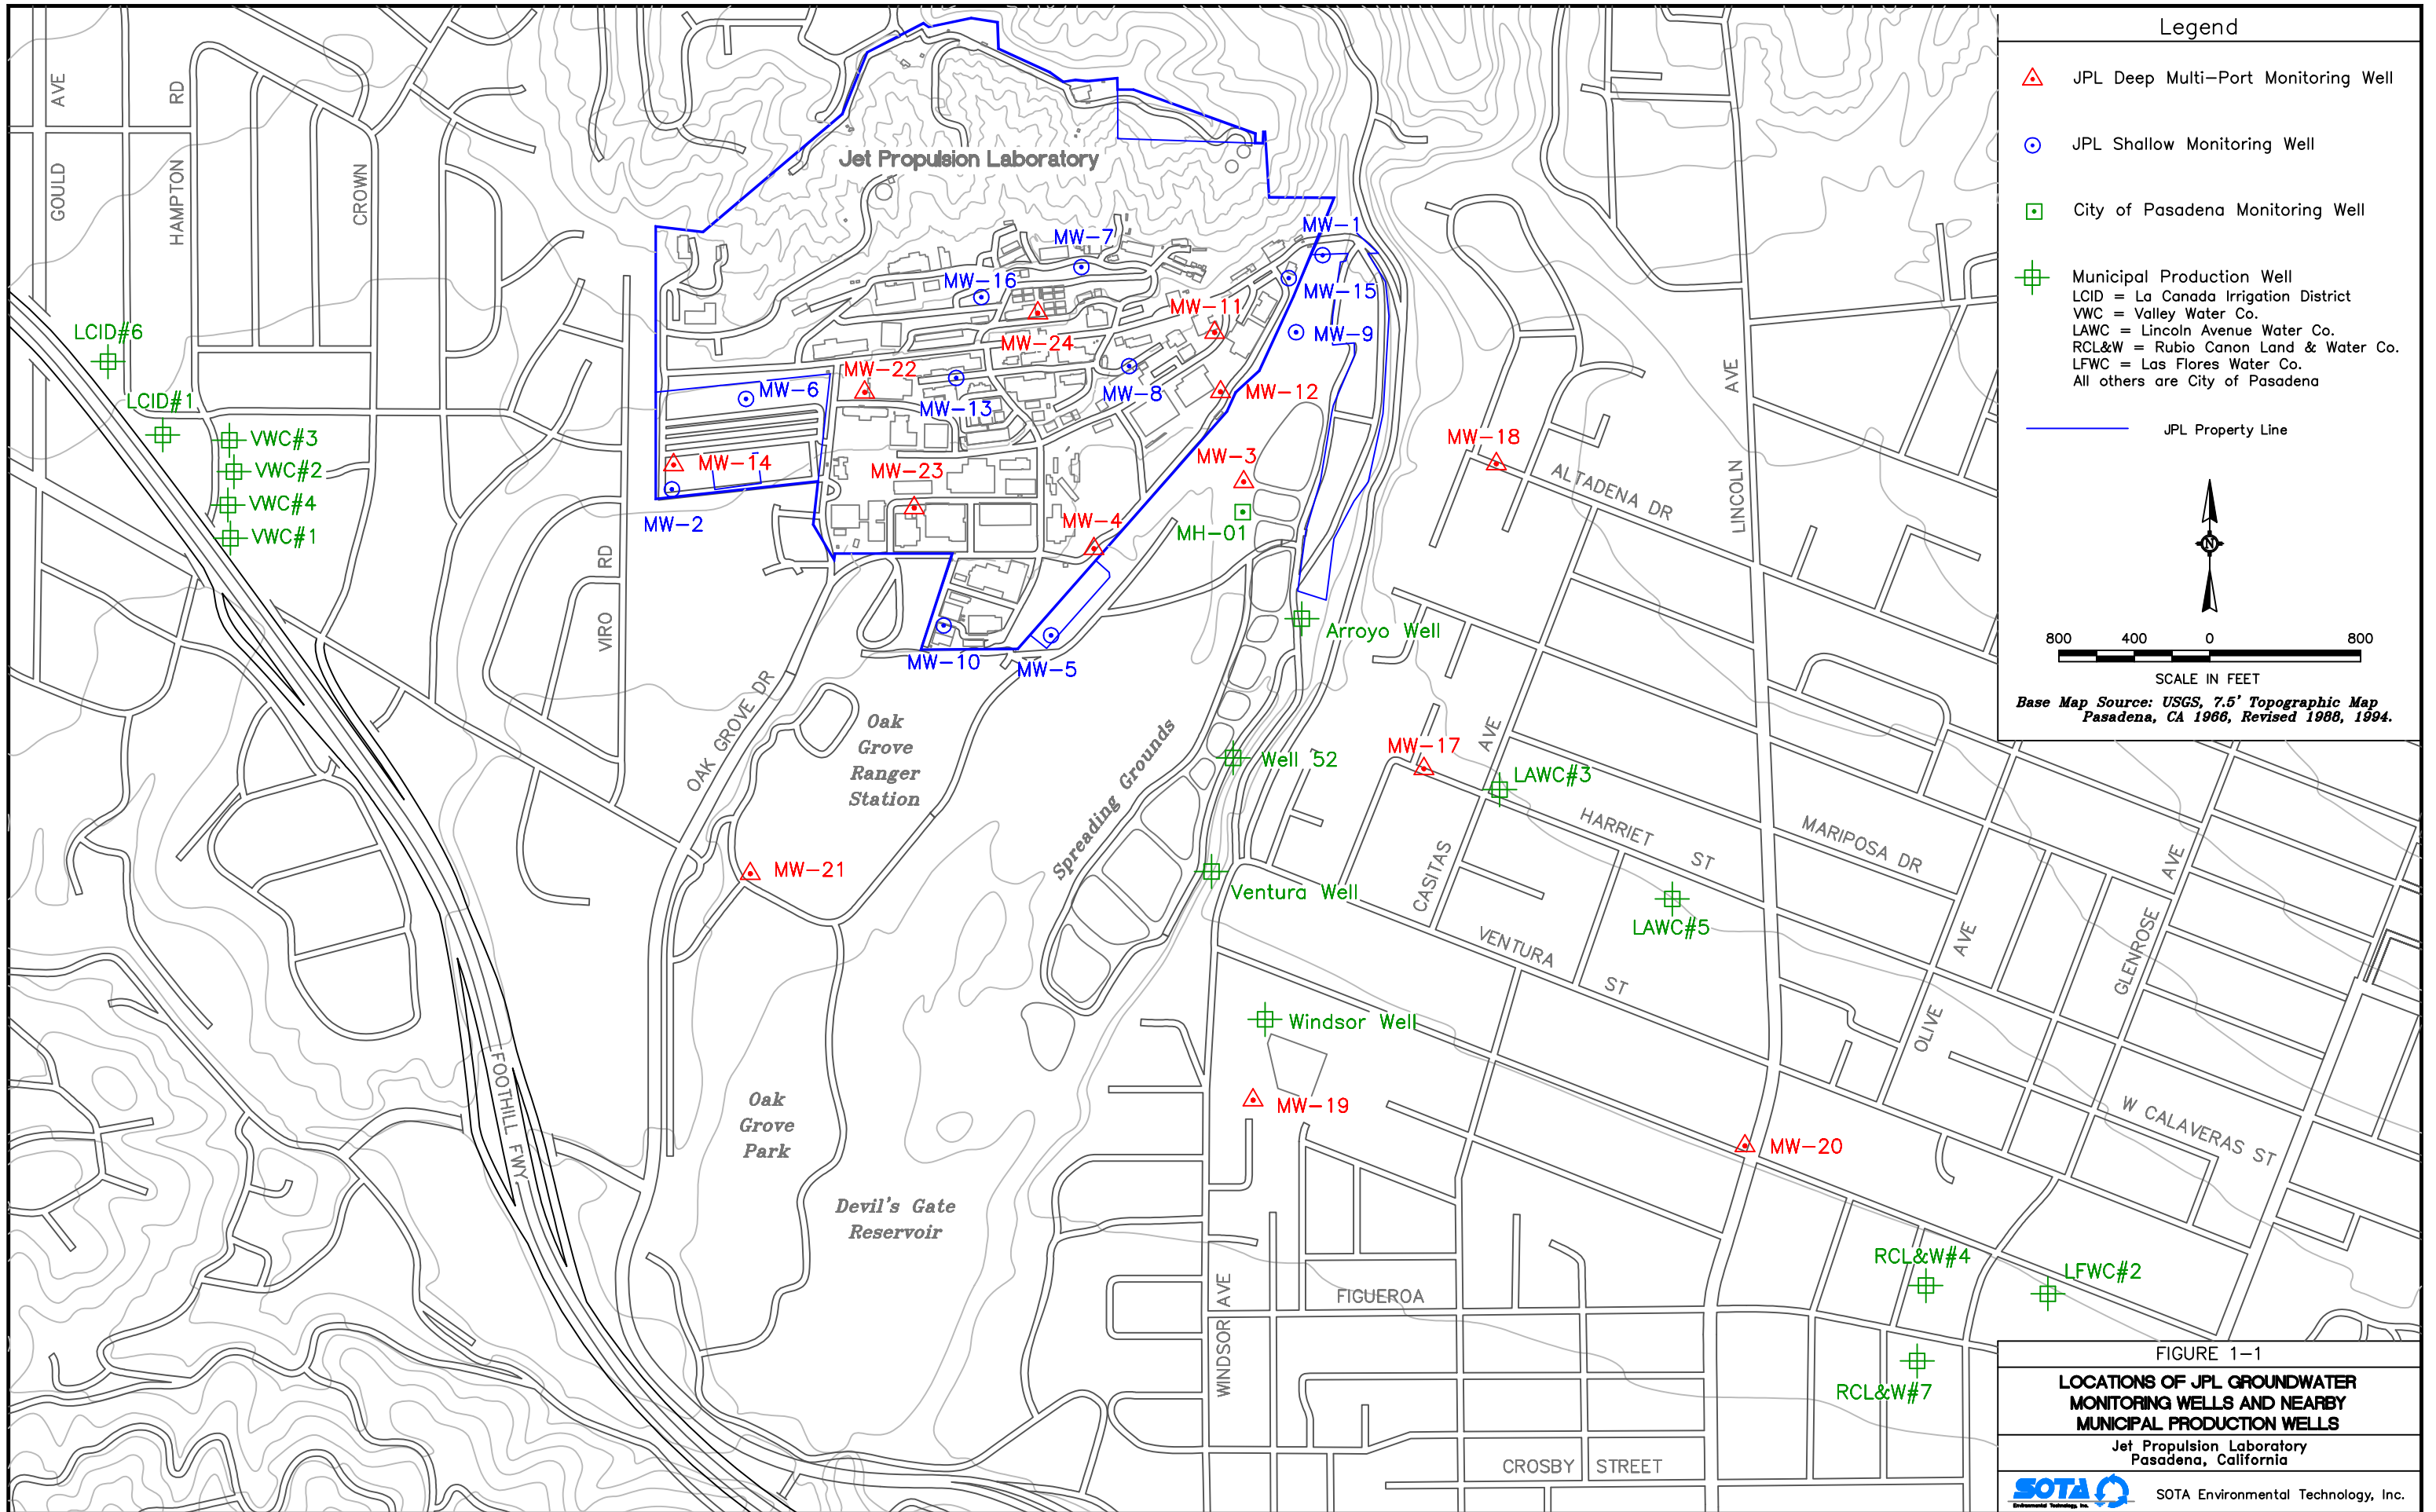 Legend
JPL Deep Multi-Port Monitoring Well
JPL Shallow Monitoring Well
City of Pasadena Monitoring Well
Municipal Production Well
LCID = La Canada Irrigation District
VWC = Valley Water Co.
LAWC = Lincoln Avenue Water Co.
RCL&W = Rubio Canon Land & Water Co.
LFWC = Las Flores Water Co.
All others are City of Pasadena
JPL Property Line
N
800 400 0 800
SCALE IN FEET
Base Map Source: USGS, 7.5' Topographic Map
Pasadena, CA 1966, Revised 1988, 1994.
GOULD AVE
HAMPTON RD
CROWN
Jet Propulsion Laboratory
MW-1
MW-7
MW-16
MW-15
MW-11
MW-9
MW-24
LCID#6
MW-22
MW-6
MW-8
MW-12
LCID#1
MW-13
VWC#3
MW-18
LINCOLN AVE
MW-3
VWC#2
MW-14
MW-23
ALTADENA DR
VWC#4
MW-2
MW-4
MH-01
VWC#1
VIRO RD
Arroyo Well
MW-10
MW-5
OAK GROVE DR
Oak
Grove
Ranger
Station
Spreading Grounds
MW-17
CASITAS AVE
Well 52
LAWC#3
HARRIET ST
MARIPOSA DR
MW-21
Ventura Well
LAWC#5
VENTURA ST
OLIVE AVE
GLENROSE AVE
Windsor Well
FOOTHILL FWY
Oak
Grove
Park
MW-19
MW-20
W CALAVERAS ST
Devil's Gate
Reservoir
RCL&W#4
LFWC#2
WINDSOR AVE
FIGUEROA
RCL&W#7
CROSBY STREET
FIGURE 1-1
LOCATIONS OF JPL GROUNDWATER
MONITORING WELLS AND NEARBY
MUNICIPAL PRODUCTION WELLS
Jet Propulsion Laboratory
Pasadena, California
SOTA
Environmental Technology, Inc.
SOTA Environmental Technology, Inc.